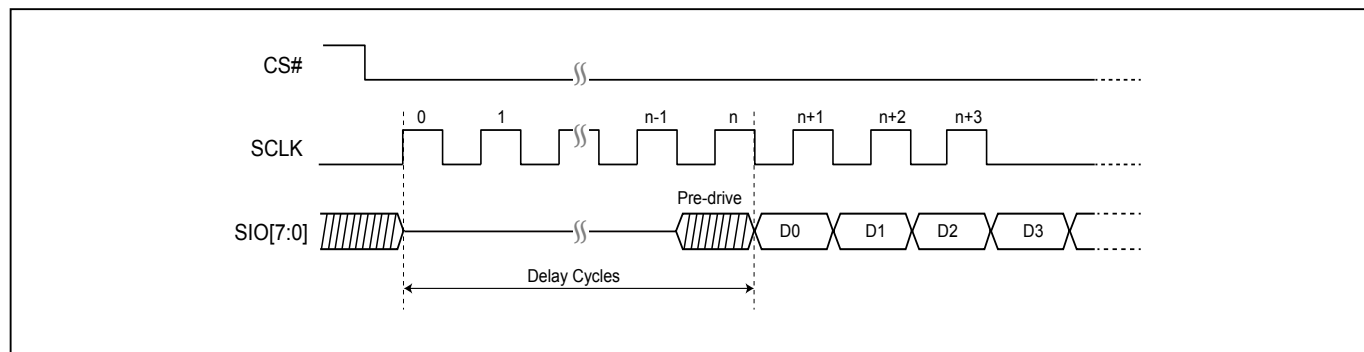 CS#
0 1 n-1 n n+1 n+2 n+3
SCLK
Pre-drive
SIO[7:0] D0 D1 D2 D3
Delay Cycles